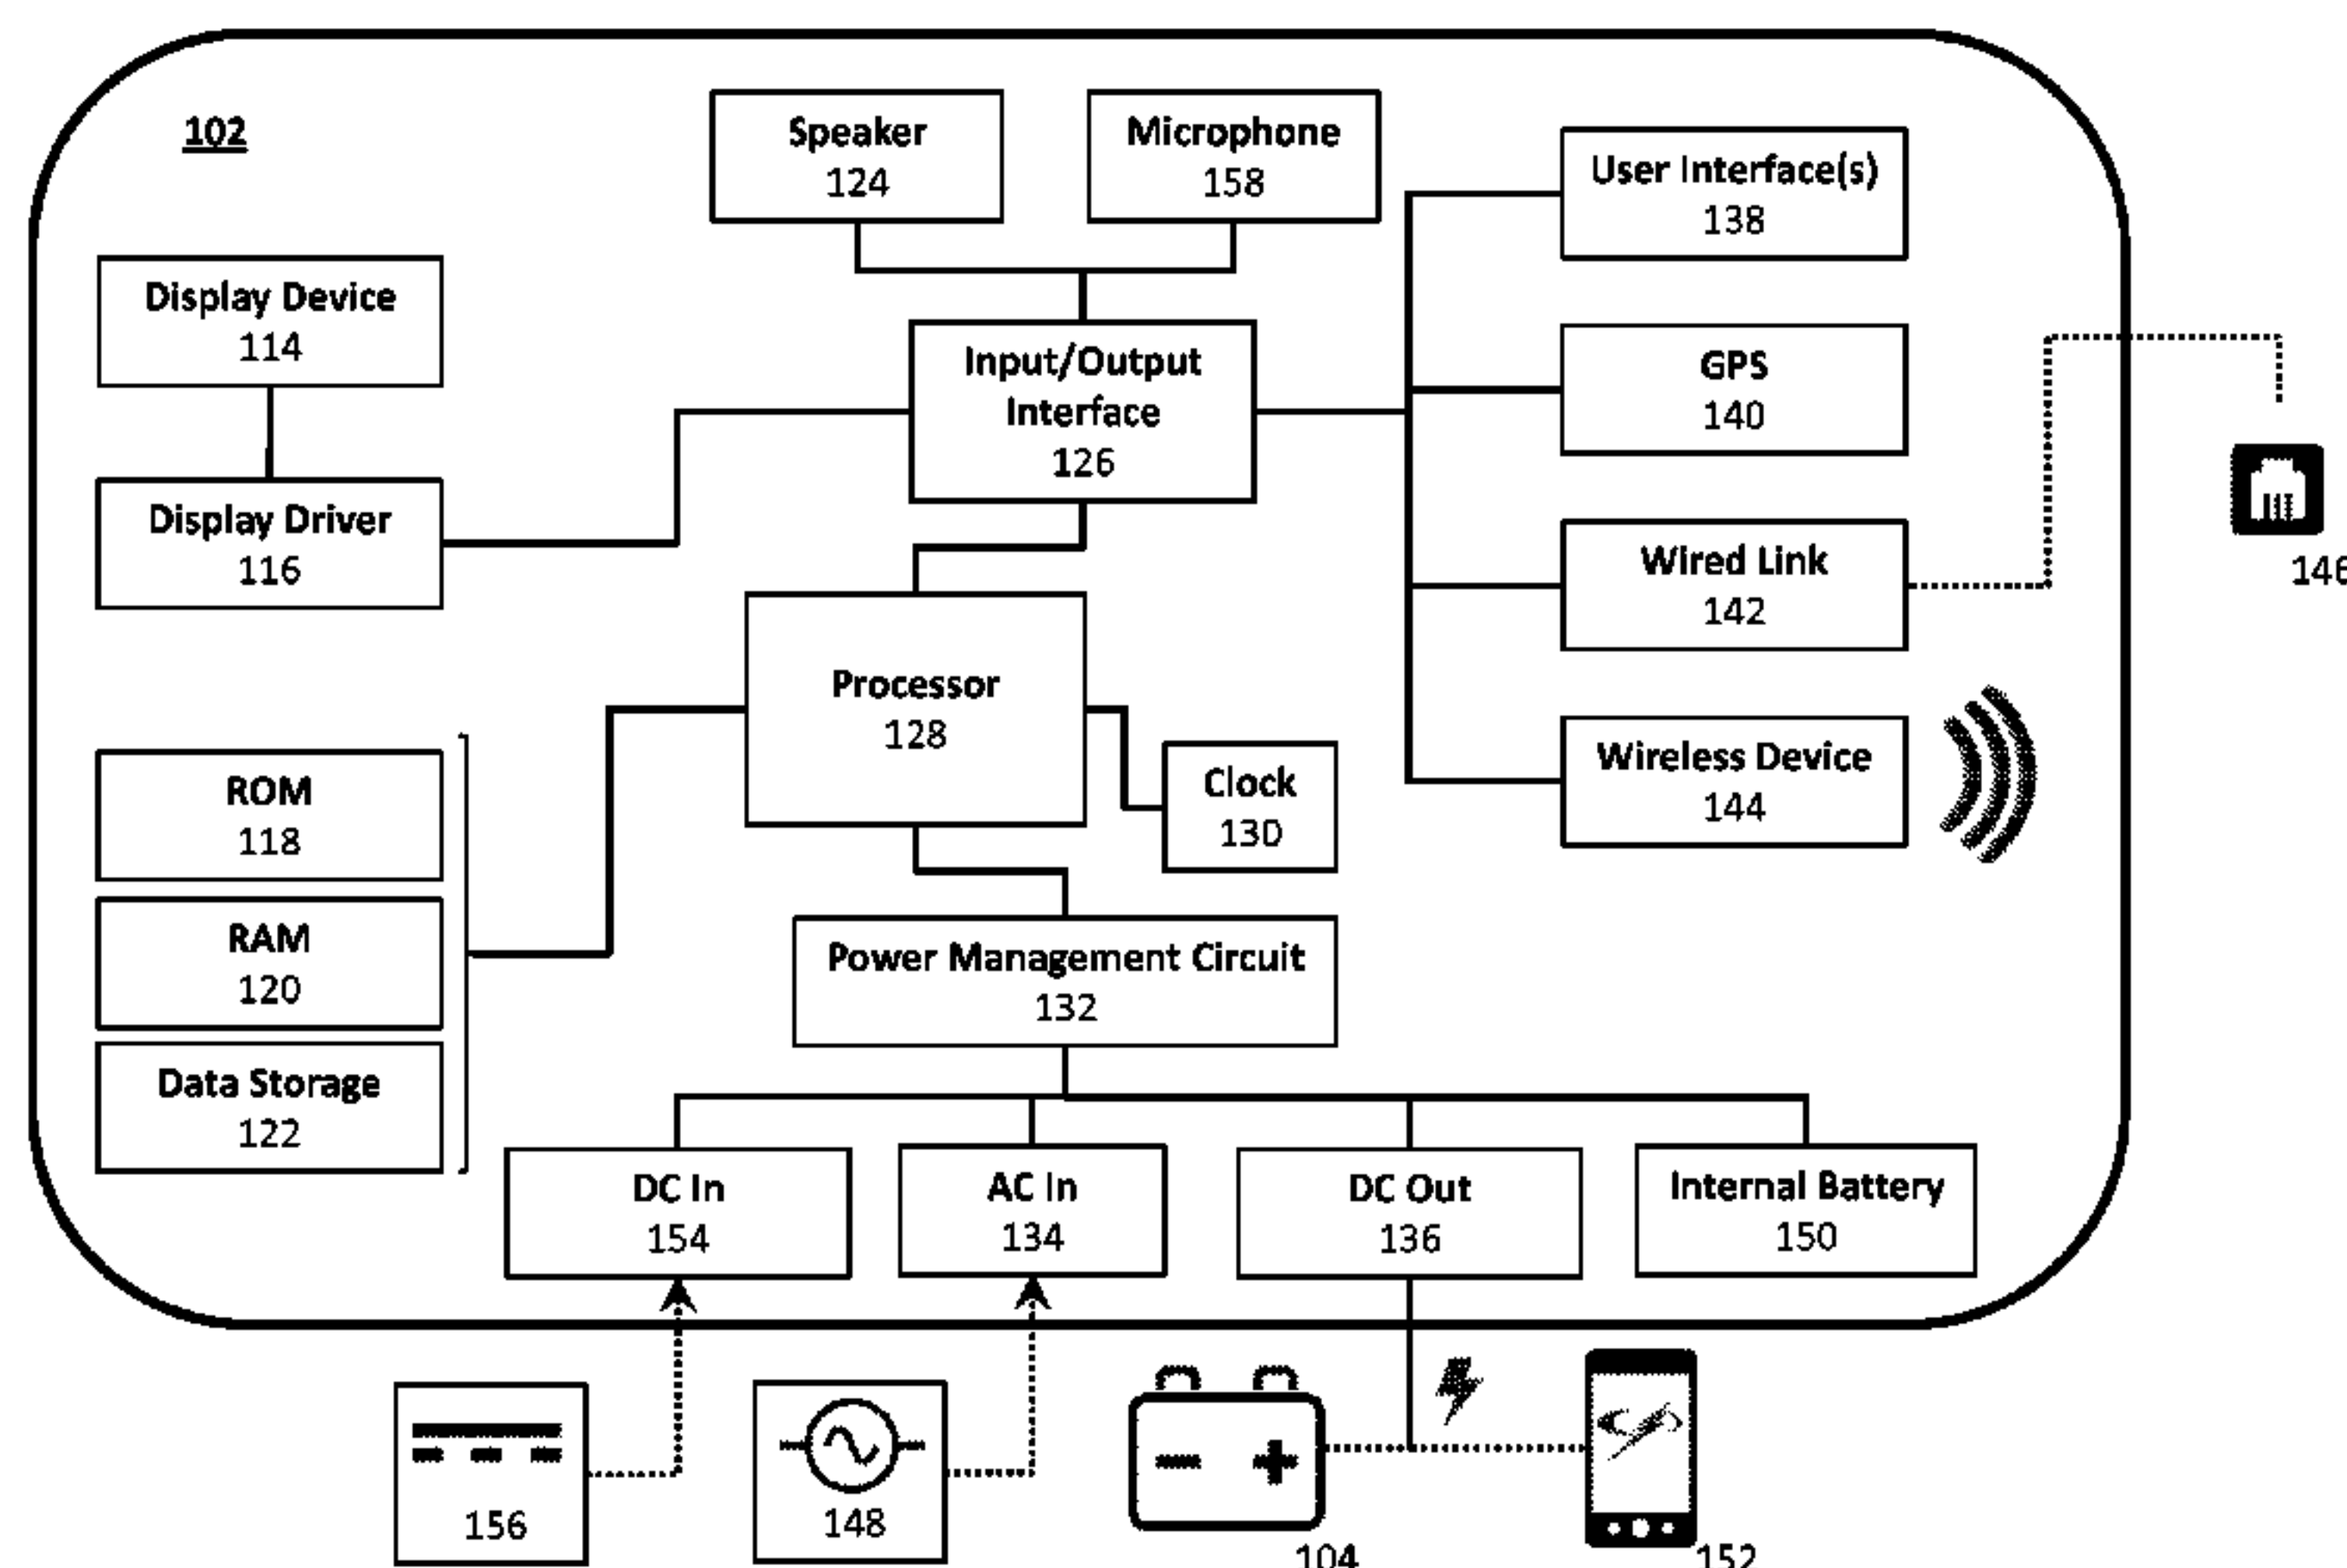 102
Speaker
124
Microphone
158
User Interface(s)
138
Display Device
114
Input/Output
Interface
126
GPS
140
Display Driver
116
Wired Link
142
146
Processor
128
Clock
130
Wireless Device
144
ROM
118
RAM
120
Power Management Circuit
132
Data Storage
122
DC In
154
AC In
134
DC Out
136
Internal Battery
150
156
148
104
152